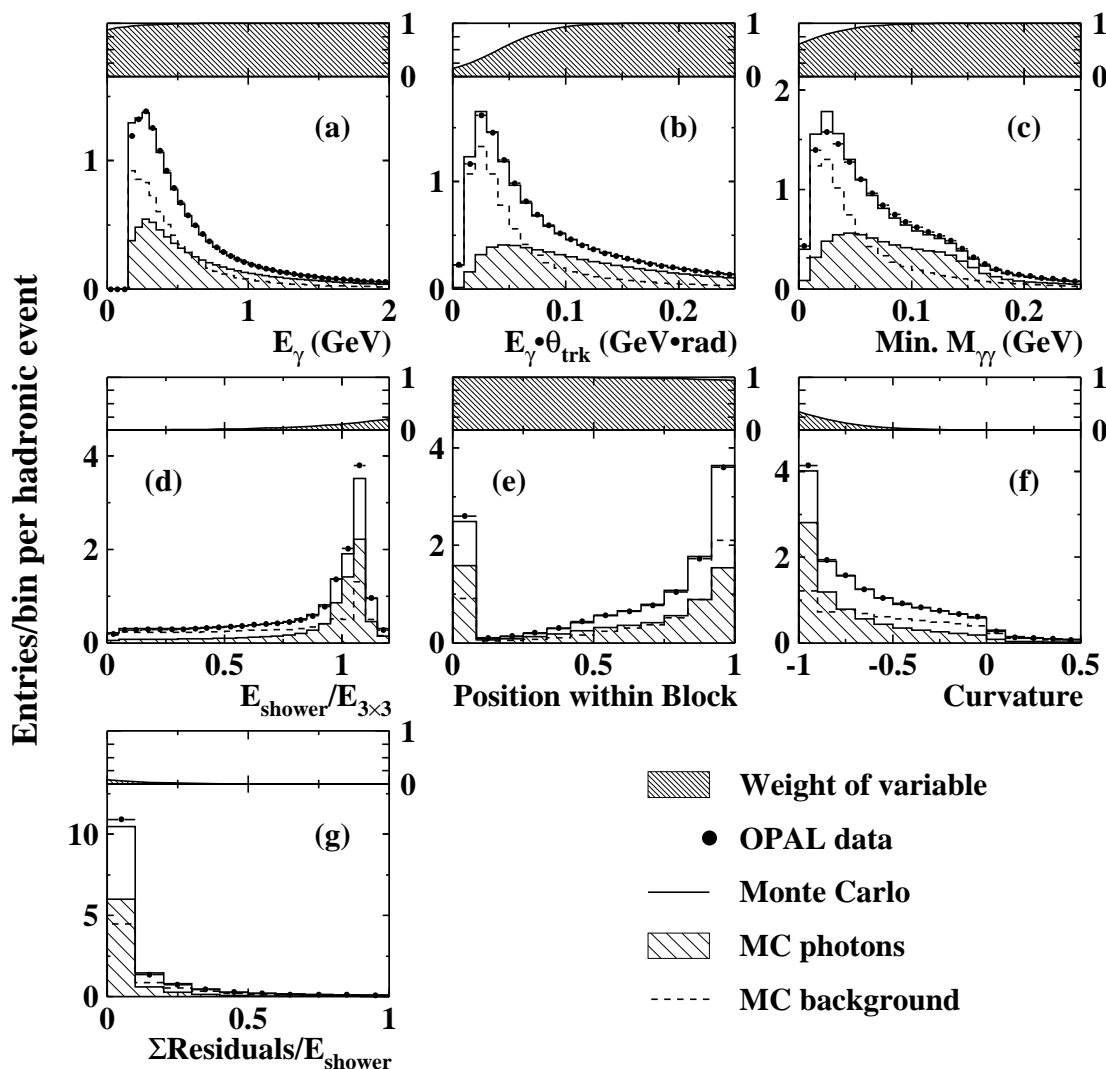 Entries/bin per hadronic event
0 1
(a)
0 1
0 1 2
E_γ (GeV)
0 1
(b)
0 1
0 0.1 0.2
E_γ•θ_trk (GeV•rad)
0 1
(c)
0 1 2
0 0.1 0.2
Min. M_γγ (GeV)
0 1
(d)
0 2 4
0 0.5 1
E_shower/E_3×3
0 1
(e)
0 2 4
0 0.5 1
Position within Block
0 1
(f)
0 2 4
-1 -0.5 0 0.5
Curvature
0 1
(g)
0 5 10
0 0.5 1
ΣResiduals/E_shower
Weight of variable
OPAL data
Monte Carlo
MC photons
MC background